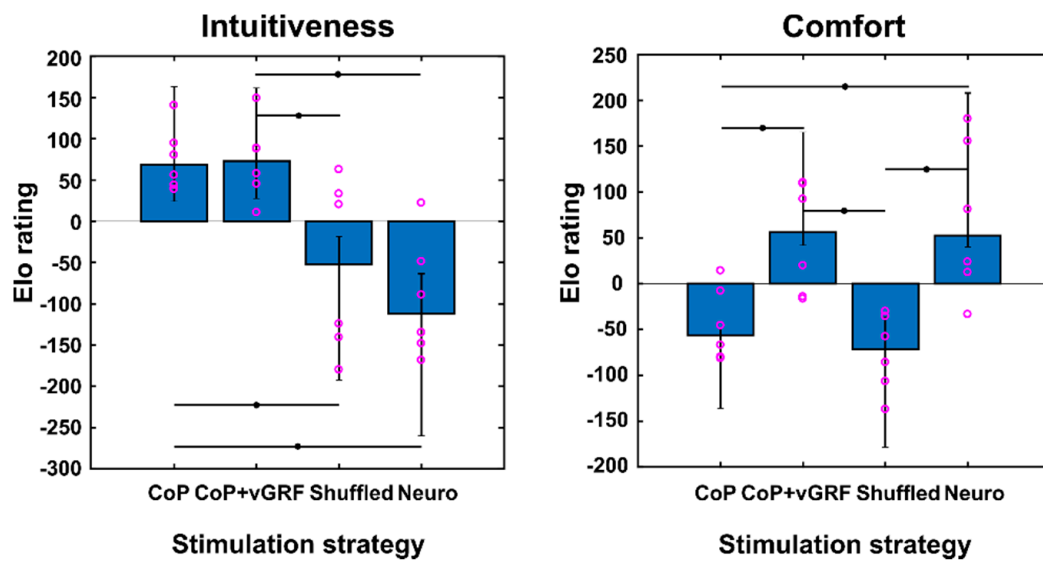 Intuitiveness
200
150
100
50
0
-50
-100
-150
-200
-250
-300
Elo rating
CoP CoP+vGRF Shuffled Neuro
Stimulation strategy
Comfort
250
200
150
100
50
0
-50
-100
-150
-200
Elo rating
CoP CoP+vGRF Shuffled Neuro
Stimulation strategy